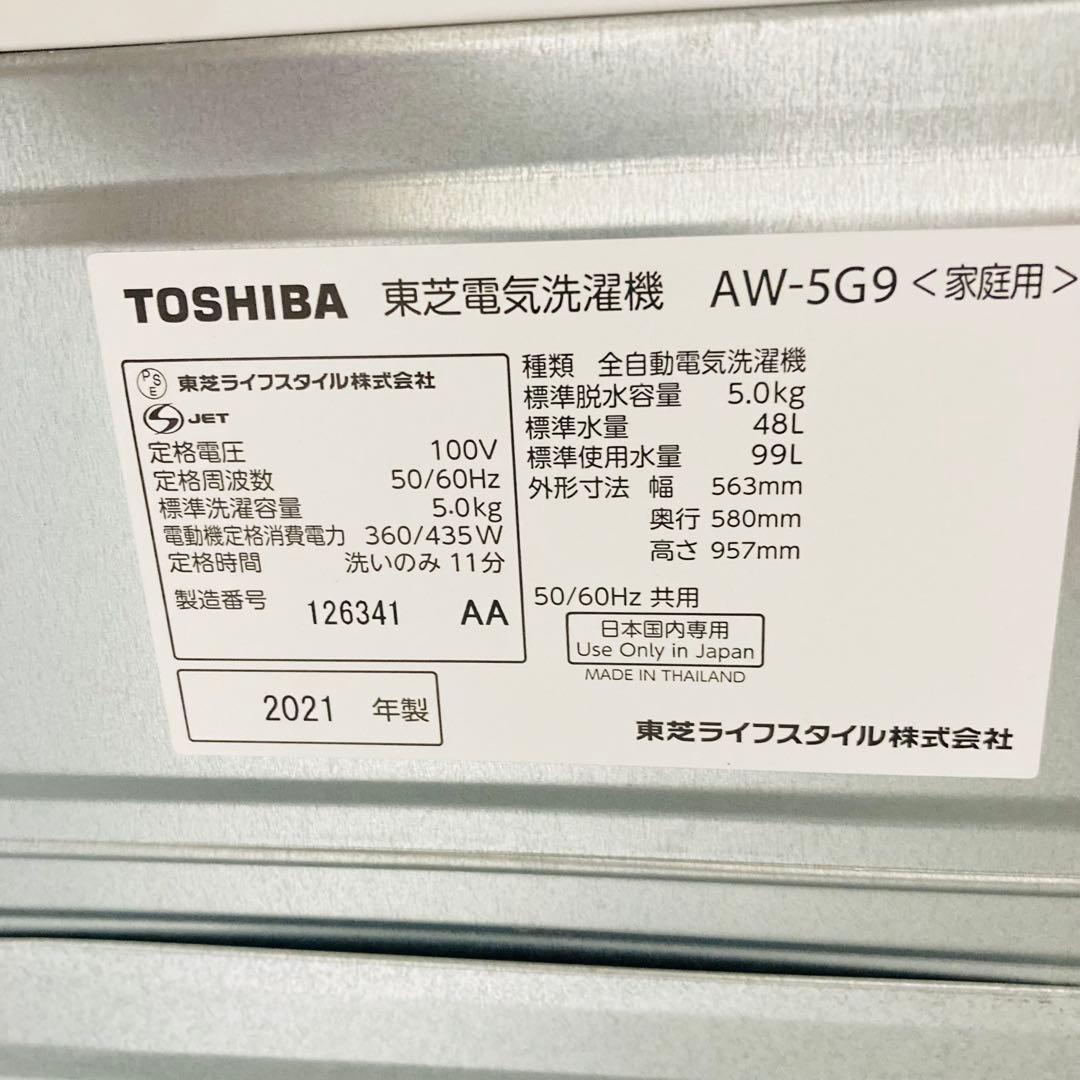 TOSHIBA 東芝電気洗濯機 AW-5G9 <家庭用>
PSE 東芝ライフスタイル株式会社
S JET
定格電圧 100V
定格周波数 50/60Hz
標準洗濯容量 5.0kg
電動機定格消費電力 360/435W
定格時間 洗いのみ 11分
製造番号 126341 AA
2021 年製
種類 全自動電気洗濯機
標準脱水容量 5.0kg
標準水量 48L
標準使用水量 99L
外形寸法 幅 563mm
奥行 580mm
高さ 957mm
50/60Hz 共用
日本国内専用
Use Only in Japan
MADE IN THAILAND
東芝ライフスタイル株式会社